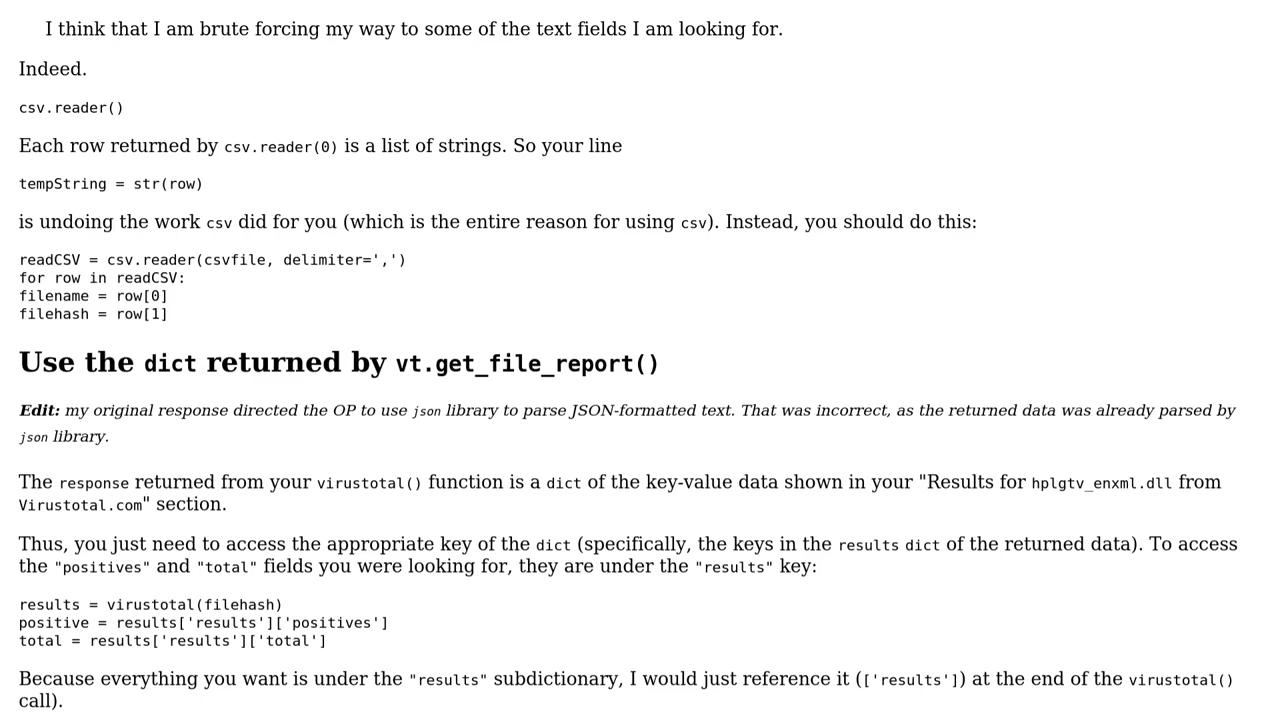 I think that I am brute forcing my way to some of the text fields I am looking for.
Indeed.
csv.reader()
Each row returned by csv.reader(0) is a list of strings. So your line
tempString = str(row)
is undoing the work csv did for you (which is the entire reason for using csv). Instead, you should do this:
readCSV = csv.reader(csvfile, delimiter=',')
for row in readCSV:
filename = row[0]
filehash = row[1]
Use the dict returned by vt.get_file_report()
Edit: my original response directed the OP to use json library to parse JSON-formatted text. That was incorrect, as the returned data was already parsed by
json library.
The response returned from your virustotal() function is a dict of the key-value data shown in your "Results for hplgtv_enxml.dll from
Virustotal.com" section.
Thus, you just need to access the appropriate key of the dict (specifically, the keys in the results dict of the returned data). To access
the "positives" and "total" fields you were looking for, they are under the "results" key:
results = virustotal(filehash)
positive = results['results']['positives']
total = results['results']['total']
Because everything you want is under the "results" subdictionary, I would just reference it (['results']) at the end of the virustotal()
call).